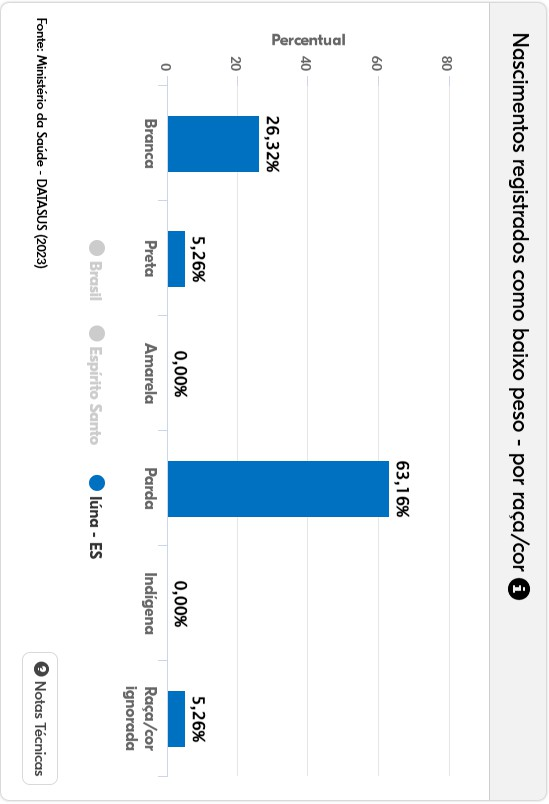 Nascimentos registrados como baixo peso - por raça/cor
Percentual
80
60
40
20
0
26,32%
5,26%
0,00%
63,16%
0,00%
5,26%
Branca
Preta
Amarela
Parda
Indígena
Raça/cor
ignorada
Brasil
Espírito Santo
Iúna - ES
Fonte: Ministério da Saúde - DATASUS (2023)
Notas Técnicas